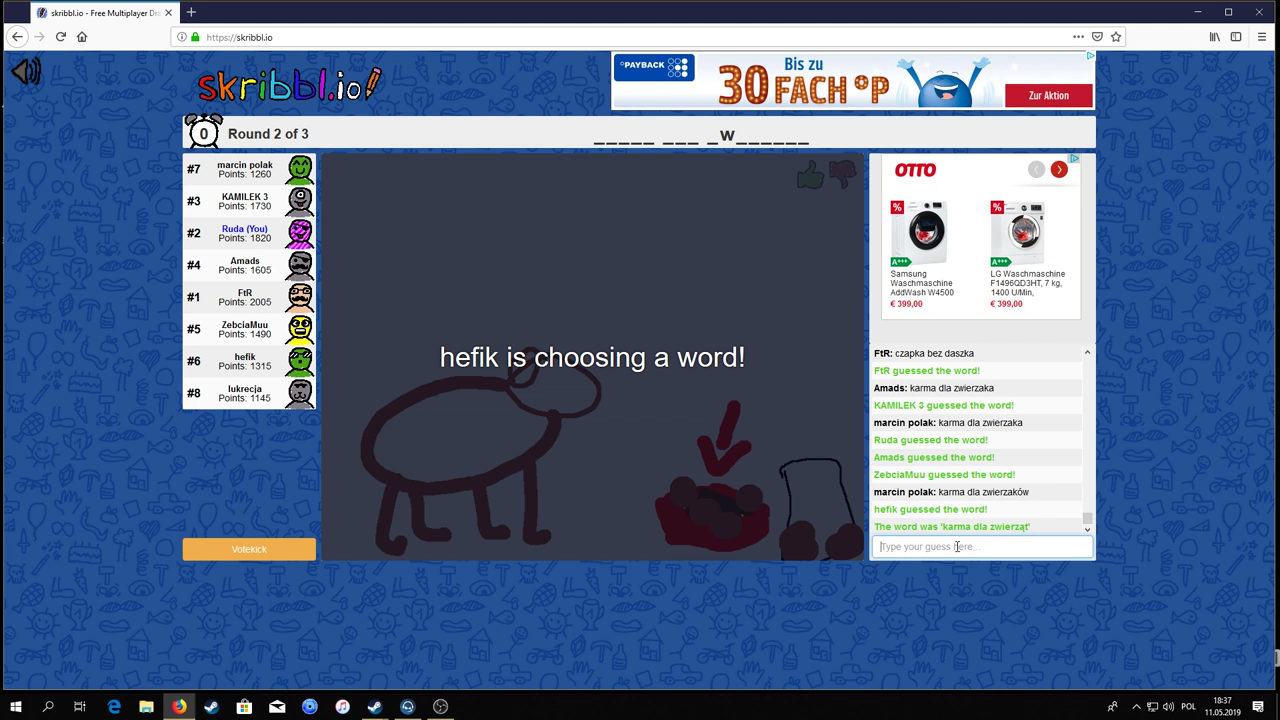 skribbl.io - Free Multiplayer Dra
https://skribbl.io
skribbl.io!
°PAYBACK
Bis zu
30 FACH °P
Zur Aktion
0
Round 2 of 3
_____ ___ _w______
#7 marcin polak
Points: 1260
#3 KAMILEK 3
Points: 1730
#2 Ruda (You)
Points: 1820
#4 Amads
Points: 1605
#1 FtR
Points: 2005
#5 ZebciaMuu
Points: 1490
#6 hefik
Points: 1315
#8 lukrecja
Points: 1145
Votekick
hefik is choosing a word!
OTTO
%
%
A+++
A+++
Samsung
Waschmaschine
AddWash W4500
€ 399,00
LG Waschmaschine
F1496QD3HT, 7 kg,
1400 U/Min,
€ 399,00
FtR: czapka bez daszka
FtR guessed the word!
Amads: karma dla zwierzaka
KAMILEK 3 guessed the word!
marcin polak: karma dla zwierzaka
Ruda guessed the word!
Amads guessed the word!
ZebciaMuu guessed the word!
marcin polak: karma dla zwierzaków
hefik guessed the word!
The word was 'karma dla zwierząt'
Type your guess here...
POL
18:37
11.05.2019